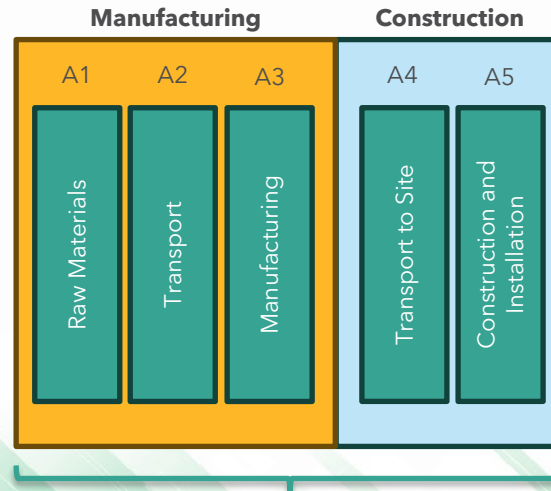 Manufacturing
Construction
A1
A2
A3
A4
A5
Raw Materials
Transport
Manufacturing
Transport to Site
Construction and
Installation